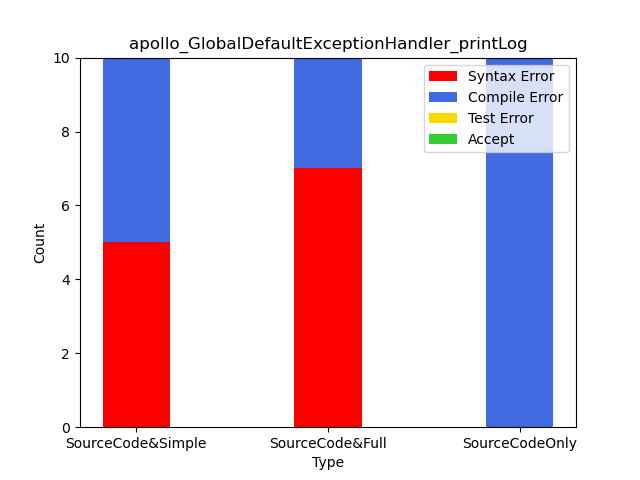 apollo_GlobalDefaultExceptionHandler_printLog
Syntax Error
Compile Error
Test Error
Accept
10
8
6
4
2
0
Count
SourceCode&Simple
SourceCode&Full
SourceCodeOnly
Type